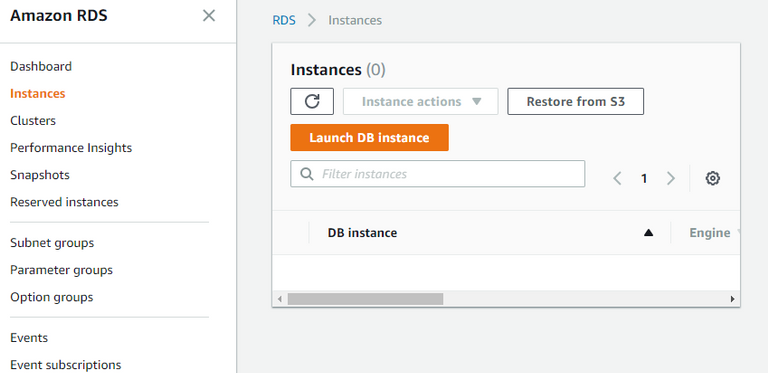 Amazon RDS
Dashboard
Instances
Clusters
Performance Insights
Snapshots
Reserved instances
Subnet groups
Parameter groups
Option groups
Events
Event subscriptions
RDS > Instances
Instances (0)
Instance actions
Restore from S3
Launch DB instance
Filter instances
1
DB instance
Engine